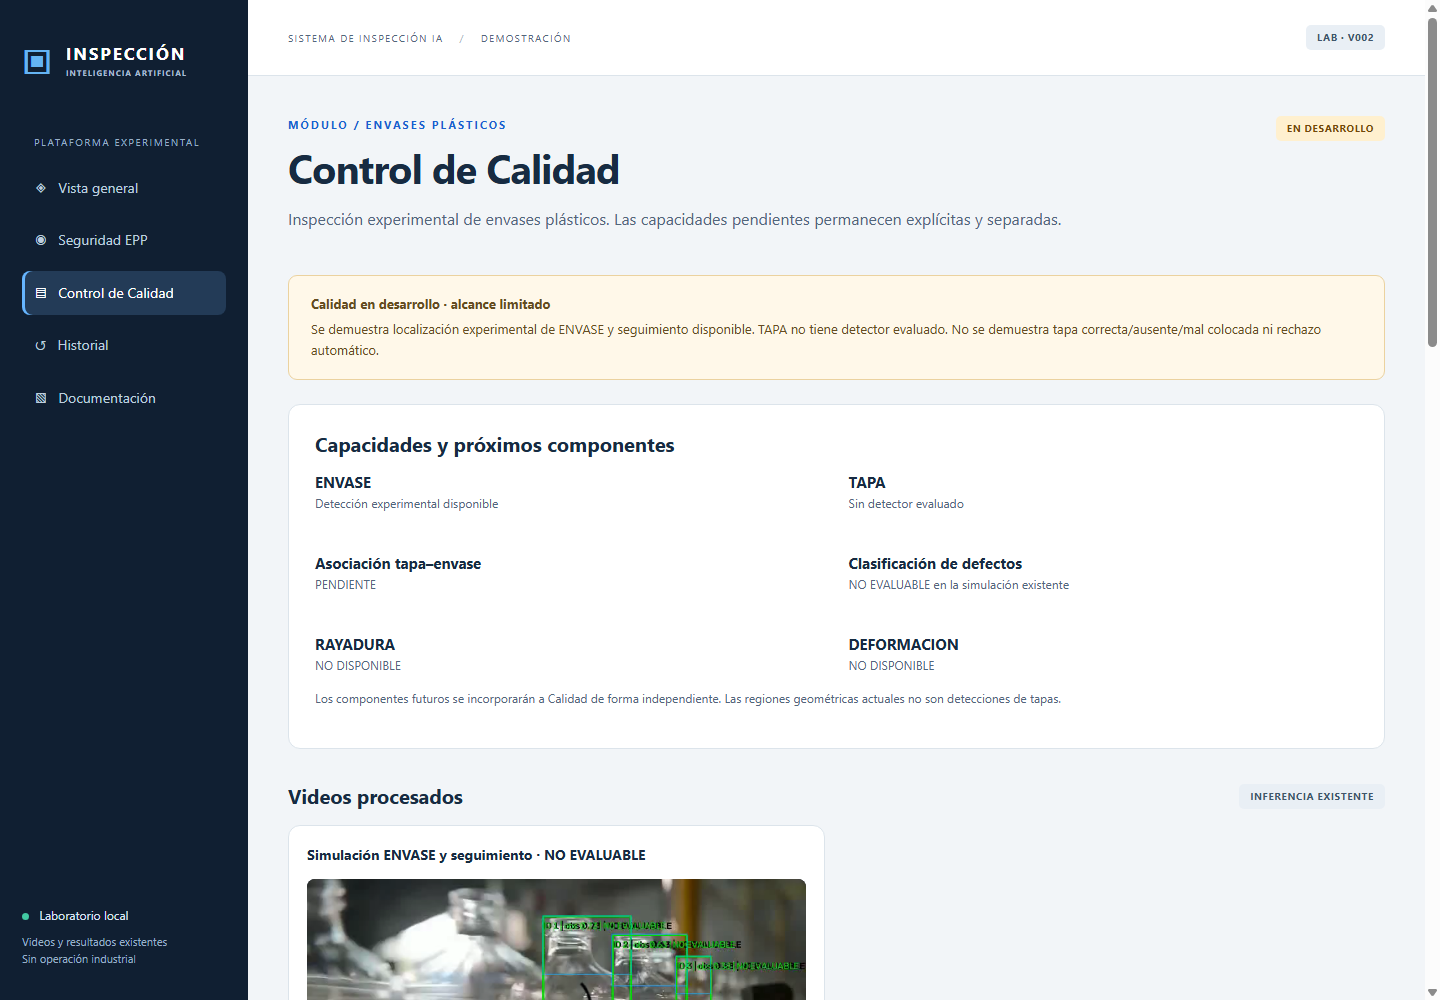 INSPECCIÓN
INTELIGENCIA ARTIFICIAL
PLATAFORMA EXPERIMENTAL
Vista general
Seguridad EPP
Control de Calidad
Historial
Documentación
Laboratorio local
Videos y resultados existentes
Sin operación industrial
SISTEMA DE INSPECCIÓN IA / DEMOSTRACIÓN
LAB · V002
MÓDULO / ENVASES PLÁSTICOS
EN DESARROLLO
Control de Calidad
Inspección experimental de envases plásticos. Las capacidades pendientes permanecen explícitas y separadas.
Calidad en desarrollo · alcance limitado
Se demuestra localización experimental de ENVASE y seguimiento disponible. TAPA no tiene detector evaluado. No se demuestra tapa correcta/ausente/mal colocada ni rechazo
automático.
Capacidades y próximos componentes
ENVASE
Detección experimental disponible
TAPA
Sin detector evaluado
Asociación tapa–envase
PENDIENTE
Clasificación de defectos
NO EVALUABLE en la simulación existente
RAYADURA
NO DISPONIBLE
DEFORMACION
NO DISPONIBLE
Los componentes futuros se incorporarán a Calidad de forma independiente. Las regiones geométricas actuales no son detecciones de tapas.
Videos procesados
INFERENCIA EXISTENTE
Simulación ENVASE y seguimiento · NO EVALUABLE